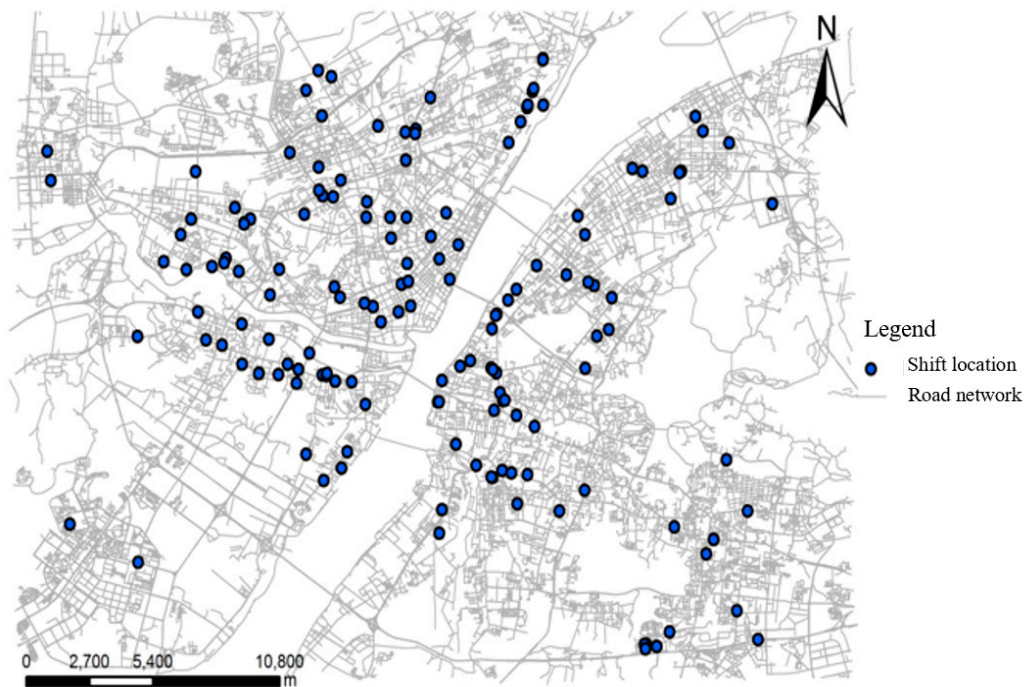 N
Legend
Shift location
Road network
0 2,700 5,400 10,800
m